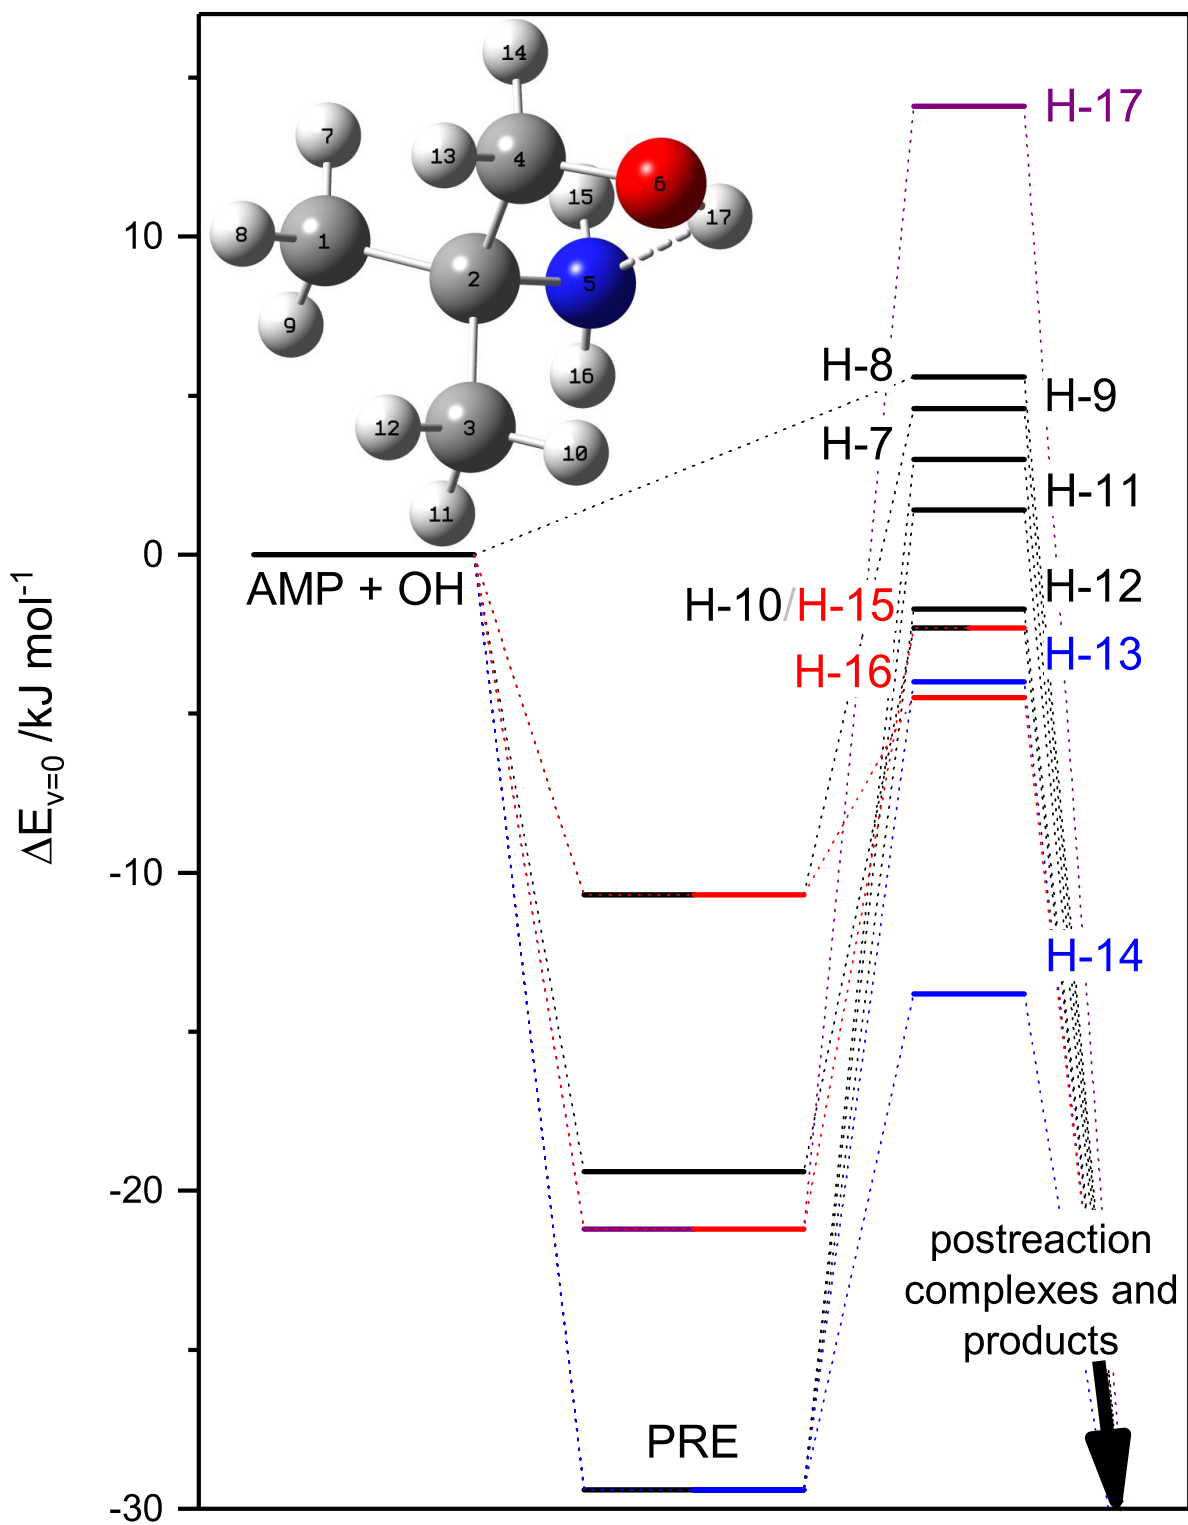 14
H-17
7
13
4
6
15
17
10
8
1
2
5
9
H-8
16
H-9
12
3
10
H-7
11
H-11
0
AMP + OH
H-12
H-10/H-15
H-13
H-16
ΔE_v=0 /kJ mol⁻¹
-10
H-14
-20
postreaction
complexes and
products
PRE
-30